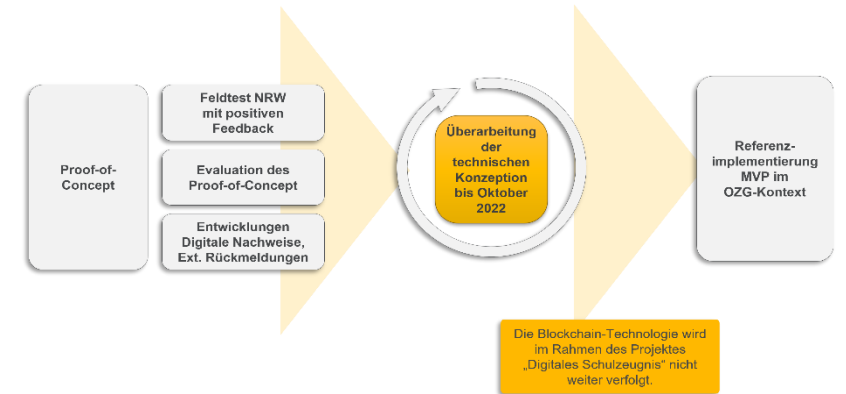 Proof-of-
Concept
Feldtest NRW
mit positiven
Feedback
Evaluation des
Proof-of-Concept
Entwicklungen
Digitale Nachweise,
Ext. Rückmeldungen
Überarbeitung
der
technischen
Konzeption
bis Oktober
2022
Referenz-
implementierung
MVP im
OZG-Kontext
Die Blockchain-Technologie wird
im Rahmen des Projektes
„Digitales Schulzeugnis“ nicht
weiter verfolgt.